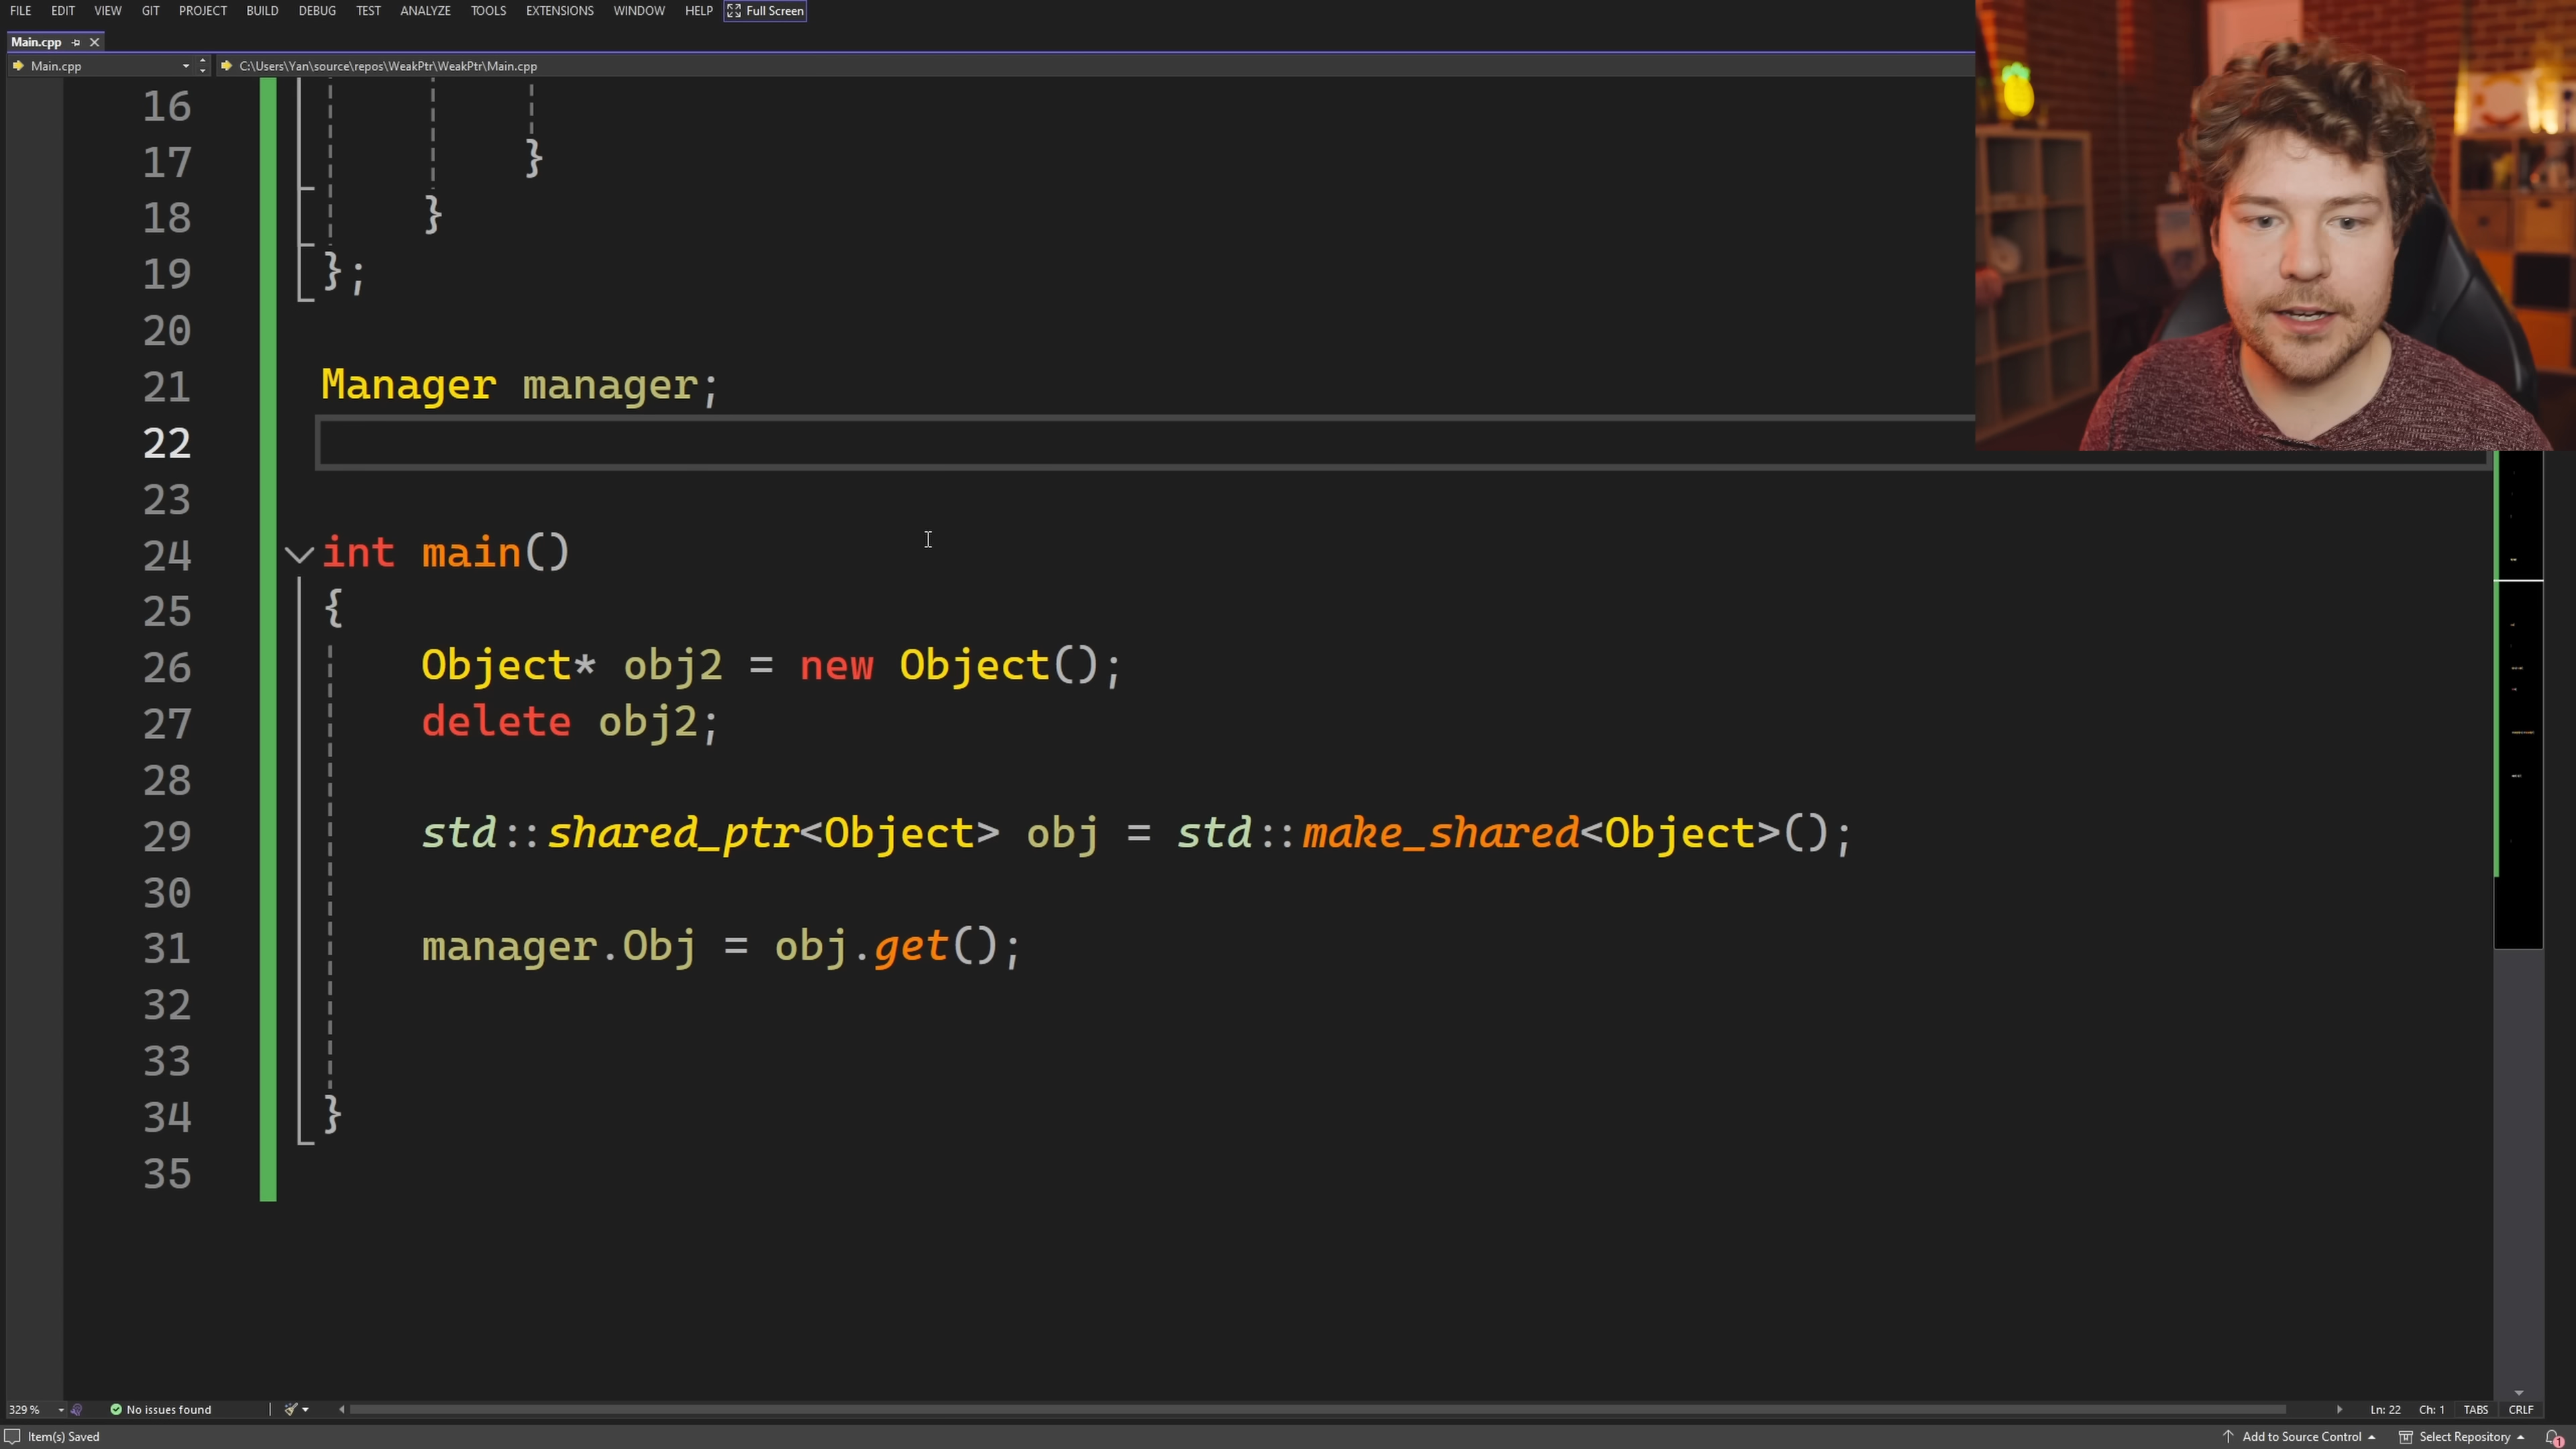 FILE EDIT VIEW GIT PROJECT BUILD DEBUG TEST ANALYZE TOOLS EXTENSIONS WINDOW HELP Full Screen
Main.cpp
Main.cpp C:\Users\Yan\source\repos\WeakPtr\WeakPtr\Main.cpp
16
17 }
18 }
19 };
20
21 Manager manager;
22
23
24 int main()
25 {
26 Object* obj2 = new Object();
27 delete obj2;
28
29 std::shared_ptr<Object> obj = std::make_shared<Object>();
30
31 manager.Obj = obj.get();
32
33
34 }
35
329 % No issues found Ln: 22 Ch: 1 TABS CRLF
Item(s) Saved Add to Source Control Select Repository 1